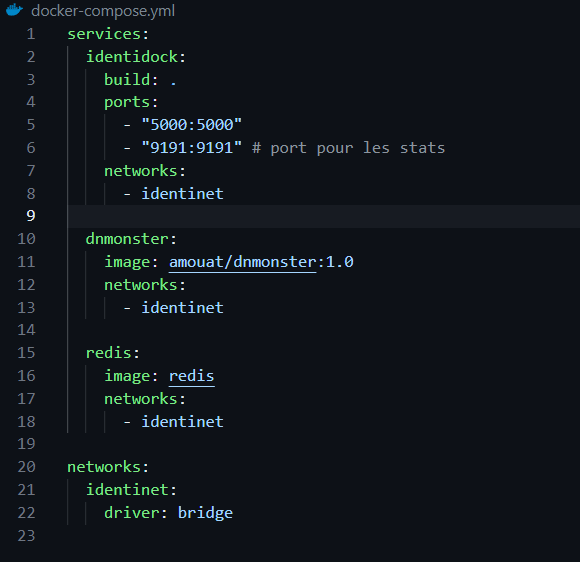 docker-compose.yml
1 services:
2   identidock:
3     build: .
4     ports:
5       - "5000:5000"
6       - "9191:9191" # port pour les stats
7     networks:
8       - identinet
9
10   dnmonster:
11     image: amouat/dnmonster:1.0
12     networks:
13       - identinet
14
15   redis:
16     image: redis
17     networks:
18       - identinet
19
20 networks:
21   identinet:
22     driver: bridge
23